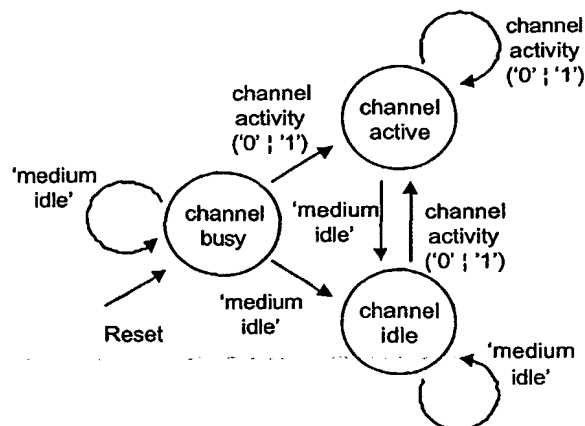 channel
activity
('0' ¦ '1')
channel
active
channel
activity
('0' ¦ '1')
'medium
idle'
channel
busy
'medium
idle'
channel
activity
('0' ¦ '1')
'medium
idle'
channel
idle
Reset
'medium
idle'